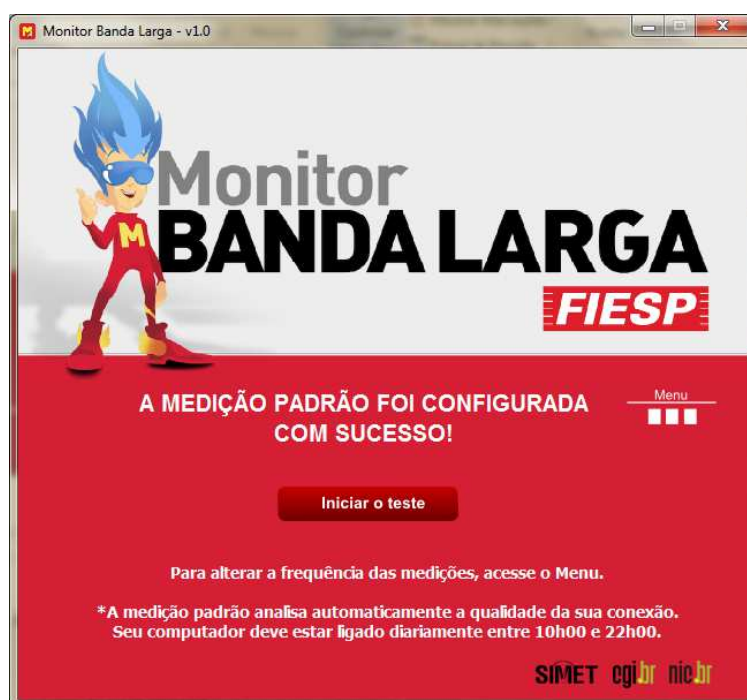 Monitor Banda Larga - v1.0
Monitor
BANDA LARGA
M
FIESP
A MEDIÇÃO PADRÃO FOI CONFIGURADA
COM SUCESSO!
Menu
Iniciar o teste
Para alterar a frequência das medições, acesse o Menu.
*A medição padrão analisa automaticamente a qualidade da sua conexão.
Seu computador deve estar ligado diariamente entre 10h00 e 22h00.
SIMET cgi.br nic.br